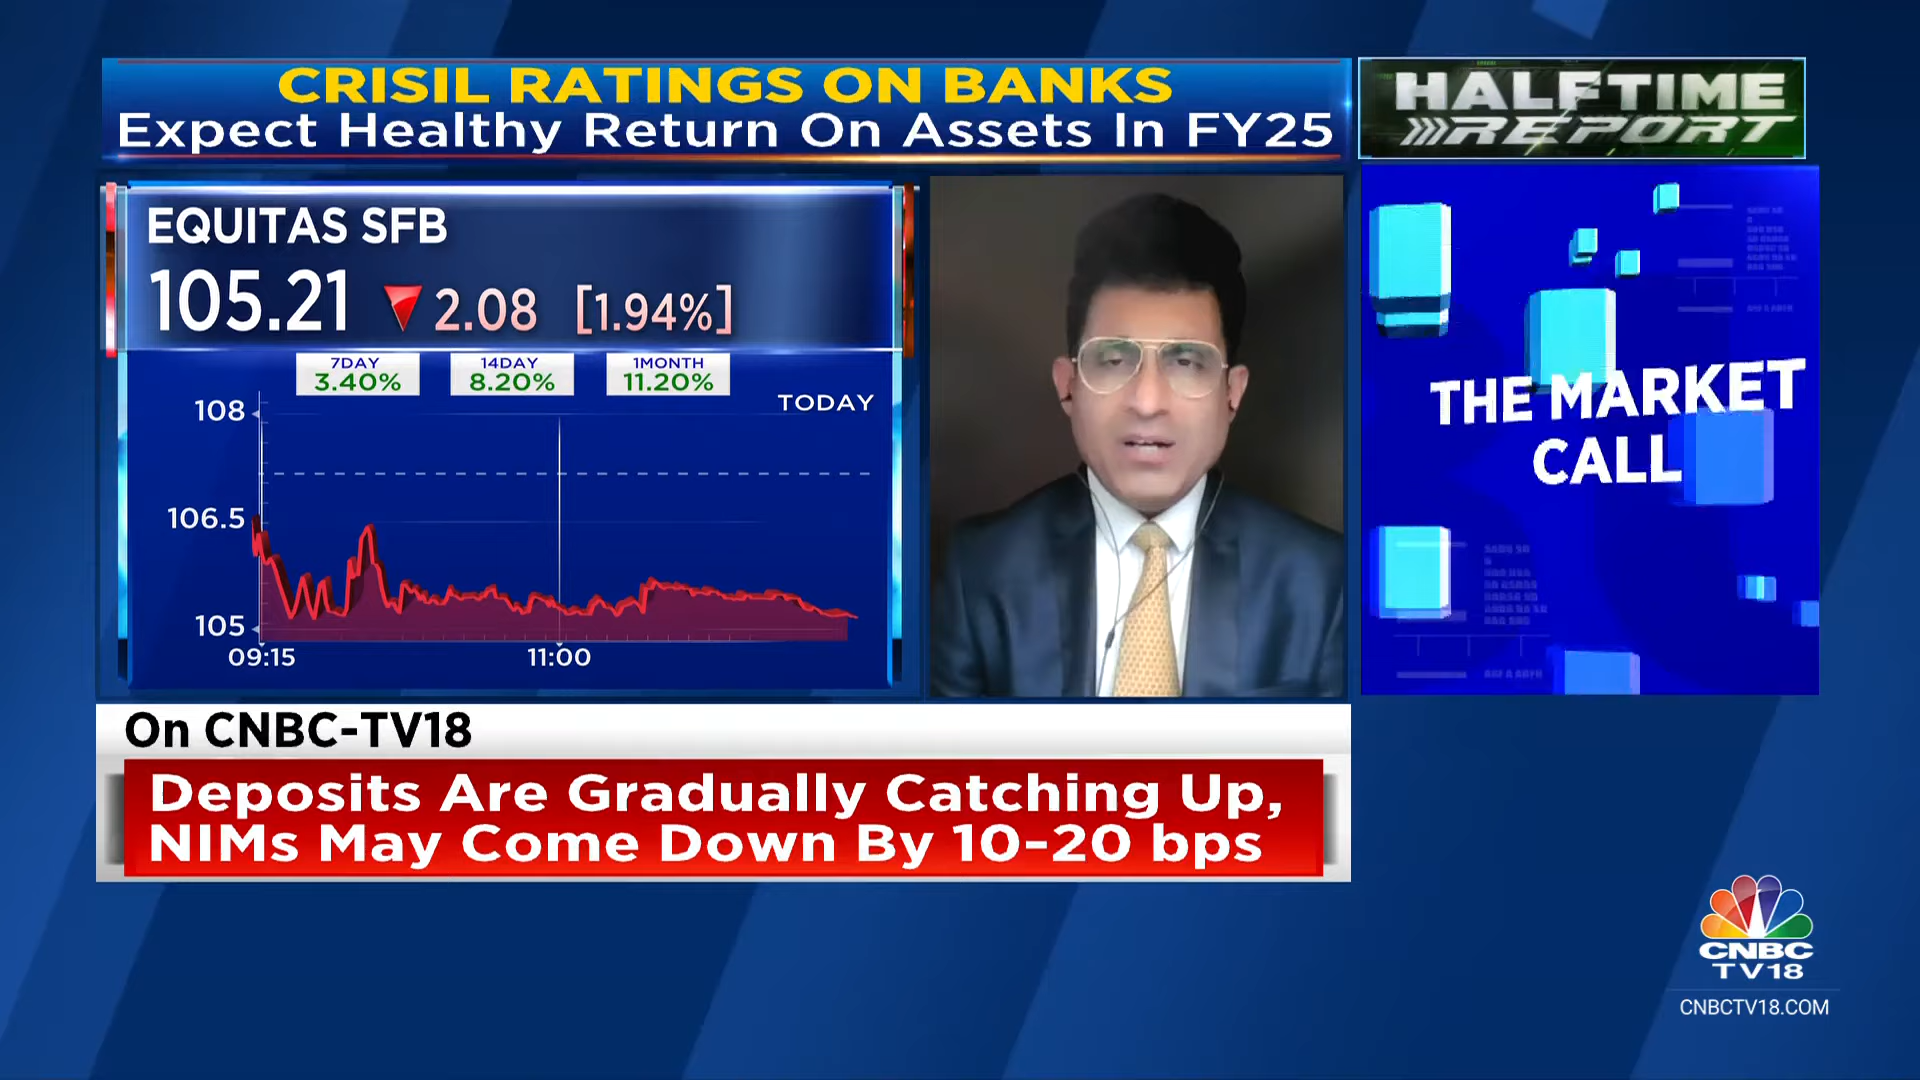 CRISIL RATINGS ON BANKS
Expect Healthy Return On Assets In FY25
HALFTIME
REPORT
EQUITAS SFB
105.21 ▼ 2.08 [1.94%]
7DAY
3.40%
14DAY
8.20%
1MONTH
11.20%
TODAY
108
106.5
105
09:15
11:00
THE MARKET
CALL
On CNBC-TV18
Deposits Are Gradually Catching Up,
NIMs May Come Down By 10-20 bps
CNBC
TV18
CNBCTV18.COM